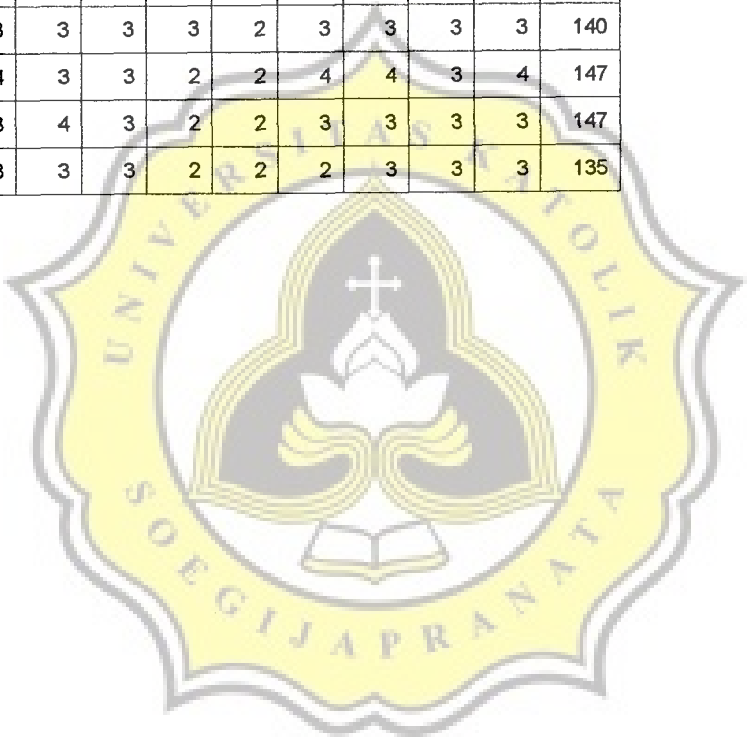 3 3 3 3 2 3 3 3 3 140
4 3 3 2 2 4 4 3 4 147
3 4 3 2 2 3 3 3 3 147
3 3 3 2 2 2 3 3 3 135
UNIVERSITAS KATOLIK
SOEGIJAPRANATA